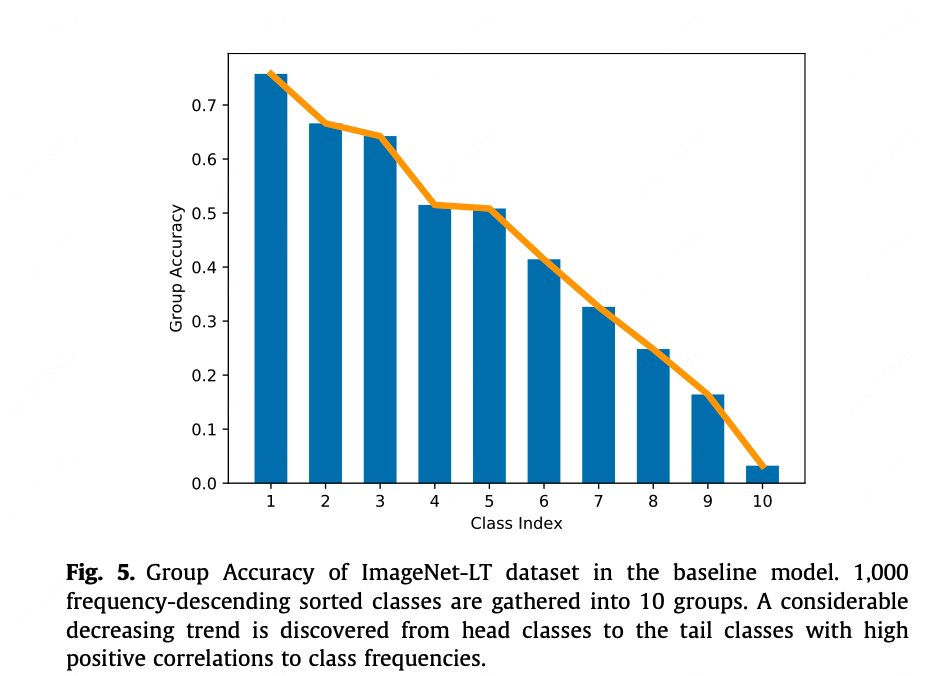 0.7
0.6
0.5
0.4
0.3
0.2
0.1
0.0
Group Accuracy
1 2 3 4 5 6 7 8 9 10
Class Index
Fig. 5. Group Accuracy of ImageNet-LT dataset in the baseline model. 1,000
frequency-descending sorted classes are gathered into 10 groups. A considerable
decreasing trend is discovered from head classes to the tail classes with high
positive correlations to class frequencies.